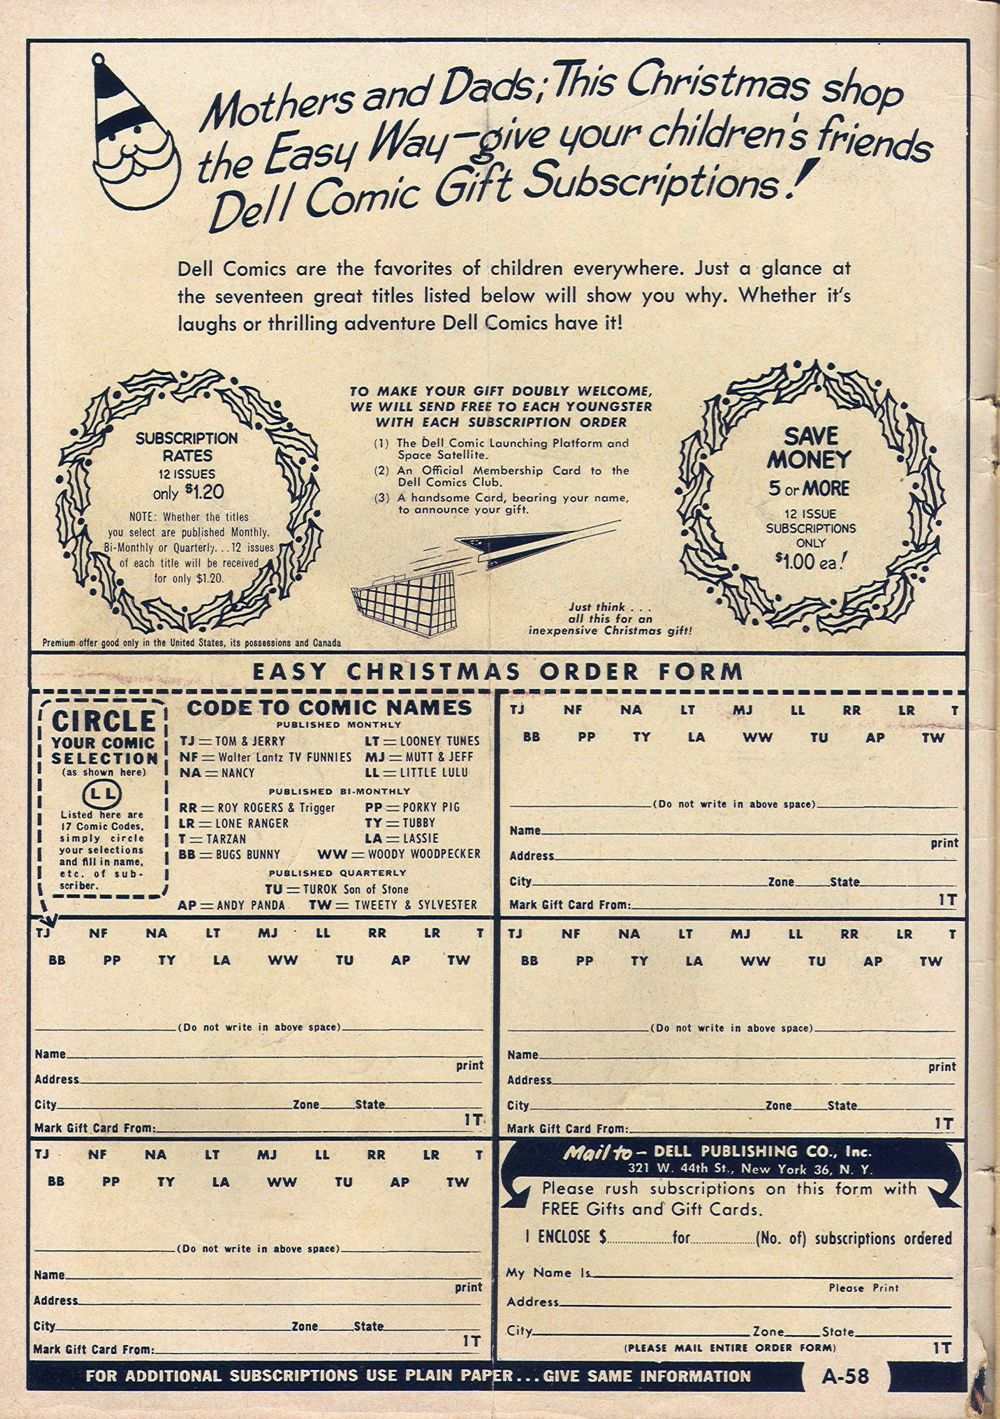 Mothers and Dads; This Christmas shop
the Easy Way—give your children's friends
Dell Comic Gift Subscriptions!
Dell Comics are the favorites of children everywhere. Just a glance at
the seventeen great titles listed below will show you why. Whether it's
laughs or thrilling adventure Dell Comics have it!
SUBSCRIPTION
RATES
12 ISSUES
only $1.20
NOTE: Whether the titles
you select are published Monthly,
Bi-Monthly or Quarterly...12 issues
of each title will be received
for only $1.20.
TO MAKE YOUR GIFT DOUBLY WELCOME,
WE WILL SEND FREE TO EACH YOUNGSTER
WITH EACH SUBSCRIPTION ORDER
(1) The Dell Comic Launching Platform and
Space Satellite.
(2) An Official Membership Card to the
Dell Comics Club.
(3) A handsome Card, bearing your name,
to announce your gift.
Just think . . .
all this for an
inexpensive Christmas gift!
SAVE
MONEY
5 or MORE
12 ISSUE
SUBSCRIPTIONS
ONLY
$1.00 ea!
Premium offer good only in the United States, its possessions and Canada
EASY CHRISTMAS ORDER FORM
CIRCLE
YOUR COMIC
SELECTION
(as shown here)
LL
Listed here are
17 Comic Codes,
simply circle
your selections
and fill in name,
etc. of sub-
scriber.
CODE TO COMIC NAMES
PUBLISHED MONTHLY
TJ = TOM & JERRY LT = LOONEY TUNES
NF = Walter Lantz TV FUNNIES MJ = MUTT & JEFF
NA = NANCY LL = LITTLE LULU
PUBLISHED BI-MONTHLY
RR = ROY ROGERS & Trigger PP = PORKY PIG
LR = LONE RANGER TY = TUBBY
T = TARZAN LA = LASSIE
BB = BUGS BUNNY WW = WOODY WOODPECKER
PUBLISHED QUARTERLY
TU = TUROK Son of Stone
AP = ANDY PANDA TW = TWEETY & SYLVESTER
TJ NF NA LT MJ LL RR LR T
BB PP TY LA WW TU AP TW
(Do not write in above space)
Name
print
Address
City Zone State
Mark Gift Card From: 1T
TJ NF NA LT MJ LL RR LR T
BB PP TY LA WW TU AP TW
(Do not write in above space)
Name
print
Address
City Zone State
Mark Gift Card From: 1T
TJ NF NA LT MJ LL RR LR T
BB PP TY LA WW TU AP TW
(Do not write in above space)
Name
print
Address
City Zone State
Mark Gift Card From: 1T
TJ NF NA LT MJ LL RR LR T
BB PP TY LA WW TU AP TW
(Do not write in above space)
Name
print
Address
City Zone State
Mark Gift Card From: 1T
Mail to – DELL PUBLISHING CO., Inc.
321 W. 44th St., New York 36, N. Y.
Please rush subscriptions on this form with
FREE Gifts and Gift Cards.
I ENCLOSE $ for (No. of) subscriptions ordered
My Name Is
Please Print
Address
City Zone State
(PLEASE MAIL ENTIRE ORDER FORM) 1T
FOR ADDITIONAL SUBSCRIPTIONS USE PLAIN PAPER...GIVE SAME INFORMATION A-58